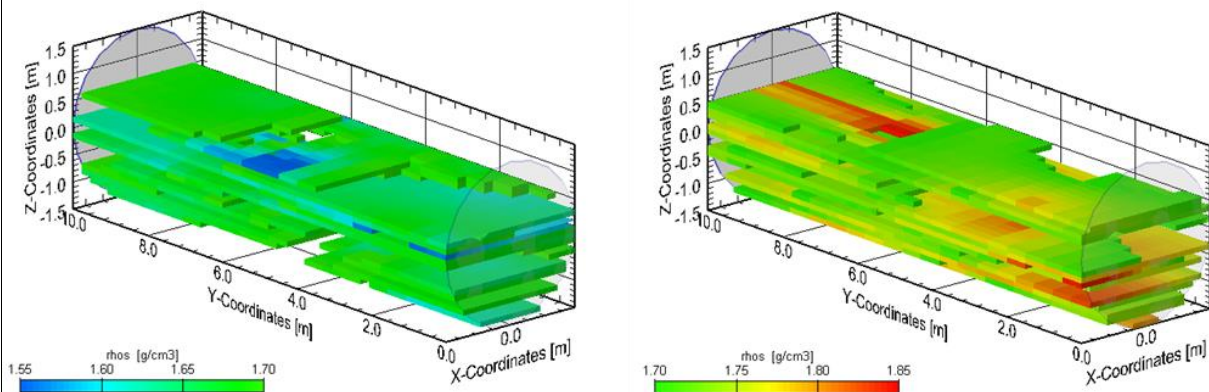 Z-Coordinates [m]
1.5
1.0
0.5
0.0
-0.5
-1.0
-1.5
10.0
8.0
6.0
4.0
2.0
0.0
Y-Coordinates [m]
0.0
X-Coordinates [m]
rhos [g/cm3]
1.55 1.60 1.65 1.70
Z-Coordinates [m]
1.5
1.0
0.5
0.0
-0.5
-1.0
-1.5
10.0
8.0
6.0
4.0
2.0
0.0
Y-Coordinates [m]
0.0
X-Coordinates [m]
rhos [g/cm3]
1.70 1.75 1.80 1.85